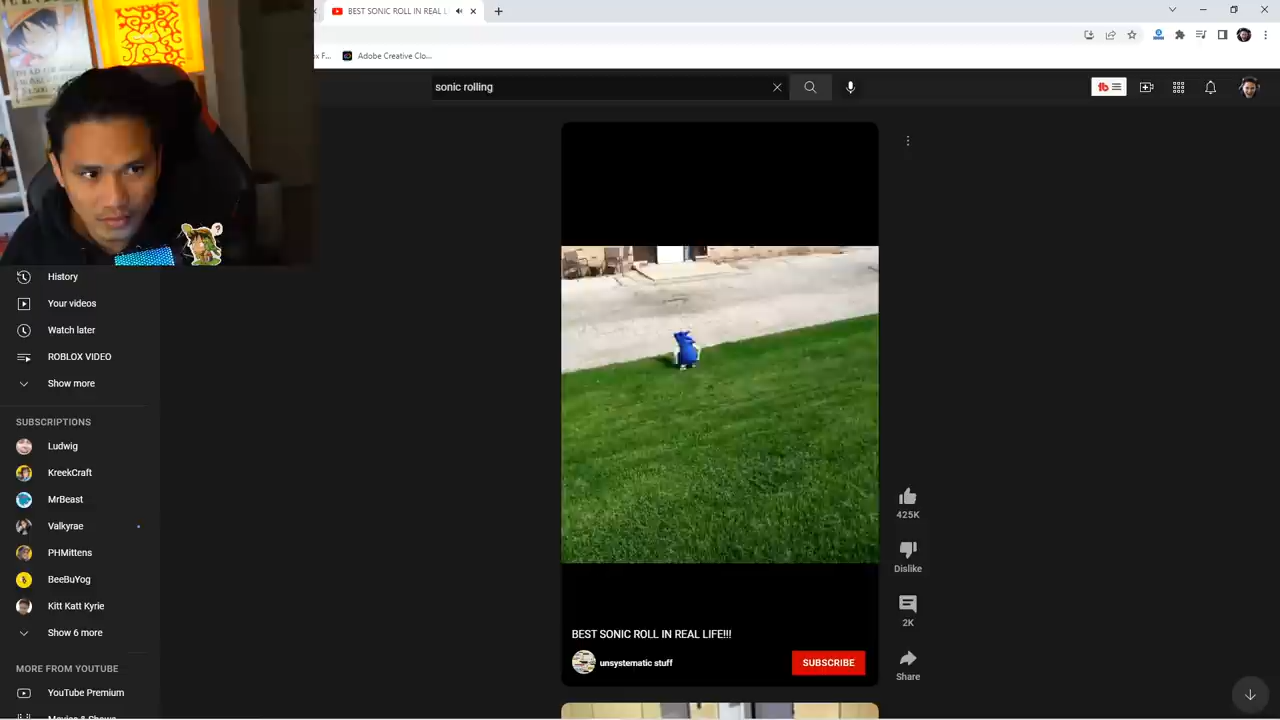 BEST SONIC ROLL IN REAL L
Adobe Creative Clo...
sonic rolling
History
Your videos
Watch later
ROBLOX VIDEO
Show more
SUBSCRIPTIONS
Ludwig
KreekCraft
MrBeast
Valkyrae
PHMittens
BeeBuYog
Kitt Katt Kyrie
Show 6 more
MORE FROM YOUTUBE
YouTube Premium
425K
Dislike
2K
Share
BEST SONIC ROLL IN REAL LIFE!!!
unsystematic stuff
SUBSCRIBE